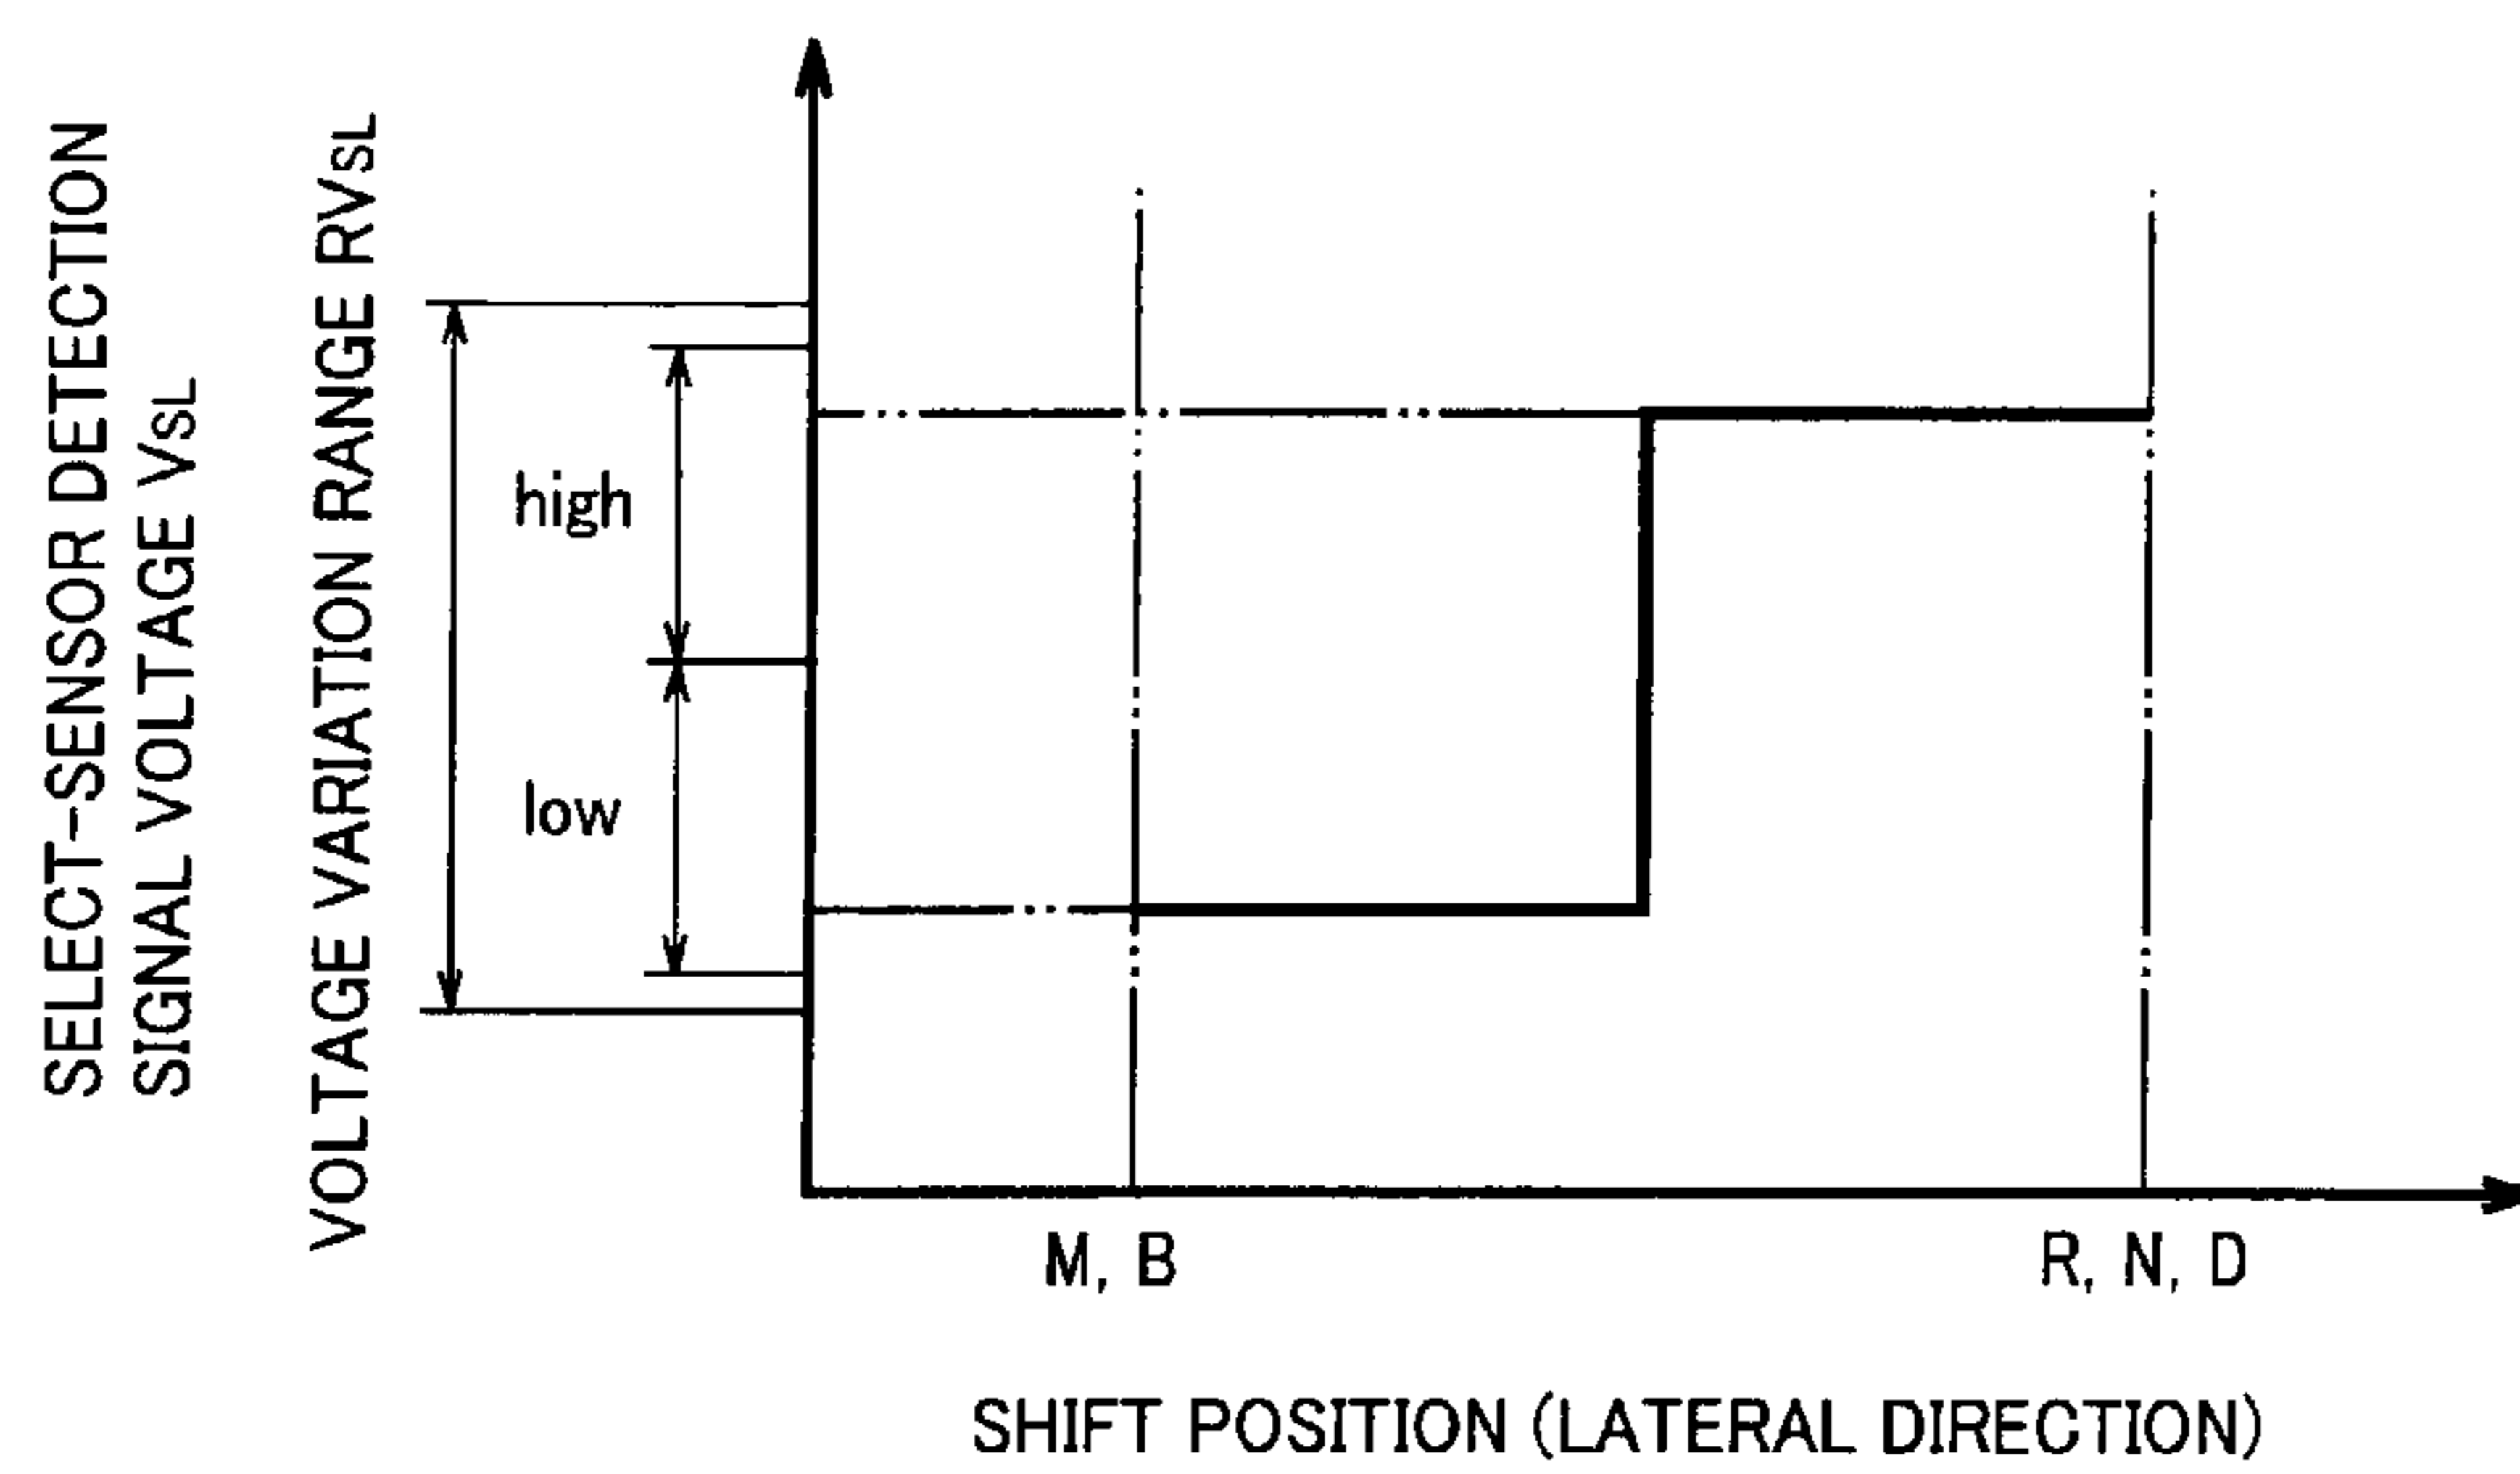 SELECT-SENSOR DETECTION
SIGNAL VOLTAGE VSL
VOLTAGE VARIATION RANGE RVSL
high
low
M, B
R, N, D
SHIFT POSITION (LATERAL DIRECTION)